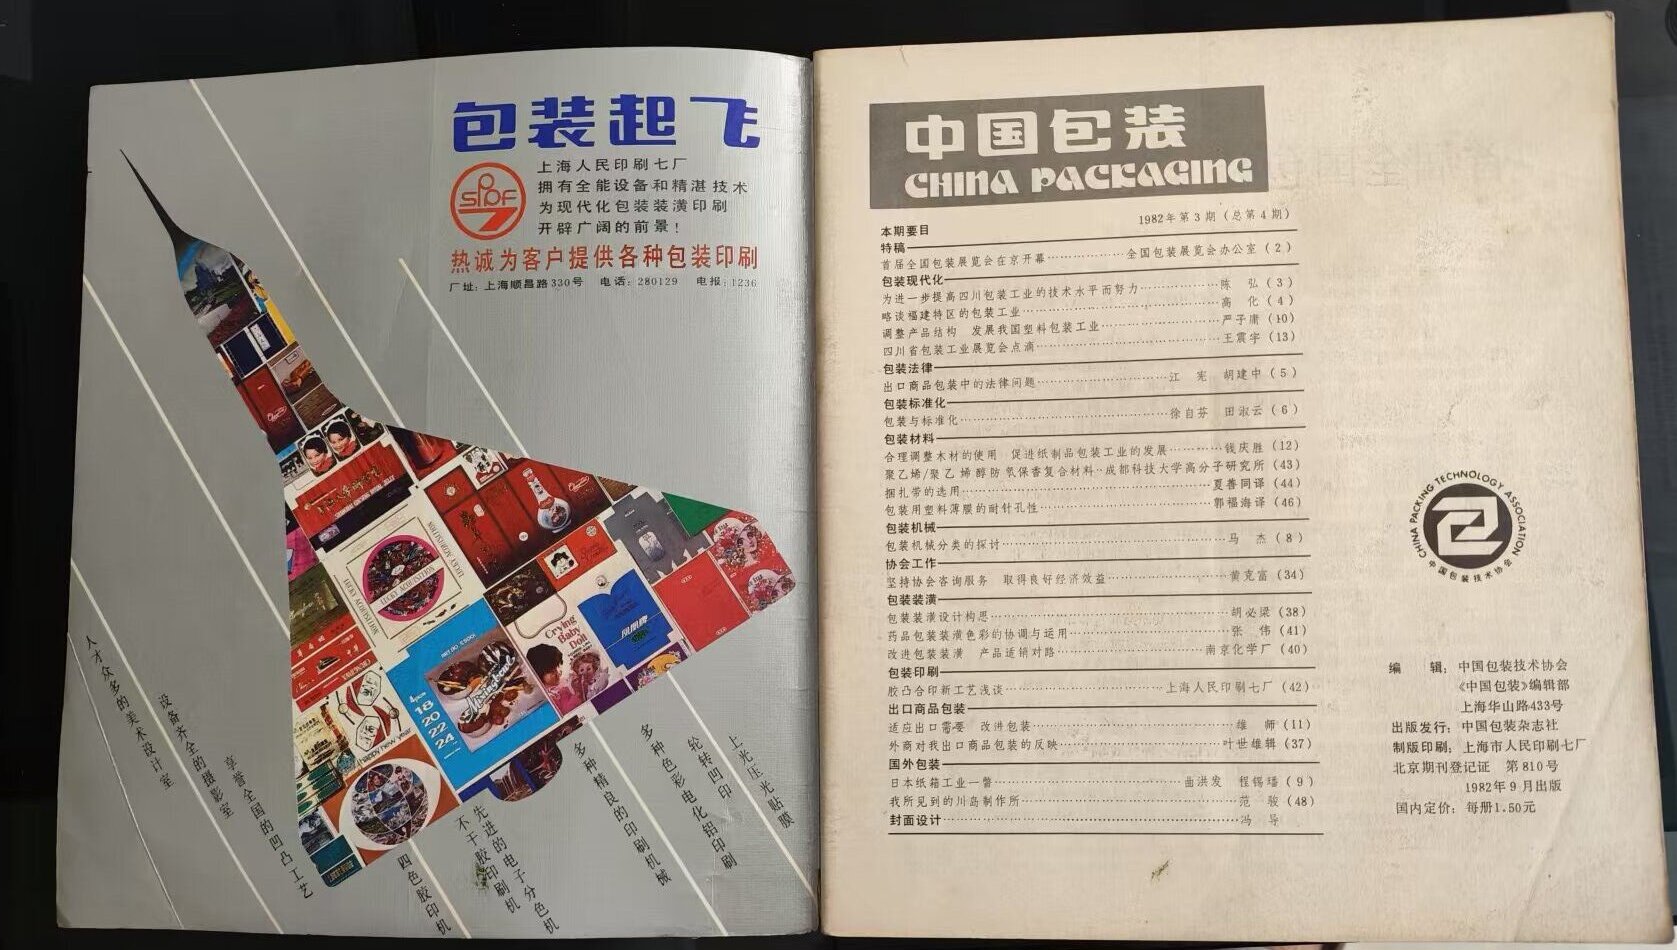 包装起飞
上海人民印刷七厂
拥有全能设备和精湛技术
为现代化包装装潢印刷
开辟广阔的前景！
热诚为客户提供各种包装印刷
厂址：上海顺昌路330号 电话：280129 电报：1236
人才众多的美术设计室
设备齐全的摄影室
享誉全国的凹凸工艺
四色胶印机
不干胶印刷机
先进的电子分色机
多种精良的印刷机械
多种色彩电化铝印刷
轮转凹印
上光压光贴膜
LUCKY ACQUISITION
Crying
Baby
Doll
凤凰牌
18
20
22
24
happy new year
中国包装
CHINA PACKAGING
1982年第3期（总第4期）
本期要目
特稿
首届全国包装展览会在京开幕……………全国包装展览会办公室（2）
包装现代化
为进一步提高四川包装工业的技术水平而努力……………陈 弘（3）
略谈福建特区的包装工业……………高 化（4）
调整产品结构 发展我国塑料包装工业……………严子庸（10）
四川省包装工业展览会点滴……………王震宇（13）
包装法律
出口商品包装中的法律问题……………江 宪 胡建中（5）
包装标准化
包装与标准化……………徐自芬 田淑云（6）
包装材料
合理调整木材的使用 促进纸制品包装工业的发展………钱庆胜（12）
聚乙烯/聚乙烯醇防氧保香复合材料··成都科技大学高分子研究所（43）
捆扎带的选用……………夏善同译（44）
包装用塑料薄膜的耐针孔性……………郭福海译（46）
包装机械
包装机械分类的探讨……………马 杰（8）
协会工作
坚持协会咨询服务 取得良好经济效益……………黄克富（34）
包装装潢
包装装潢设计构思……………胡必梁（38）
药品包装装潢色彩的协调与运用……………张 伟（41）
改进包装装潢 产品适销对路……………南京化学厂（40）
包装印刷
胶凸合印新工艺浅谈……………上海人民印刷七厂（42）
出口商品包装
适应出口需要 改进包装……………雄 师（11）
外商对我出口商品包装的反映……………叶世雄辑（37）
国外包装
日本纸箱工业一瞥……………曲洪发 程锡璠（9）
我所见到的川岛制作所……………范 骏（48）
封面设计……………冯 导
CHINA PACKING TECHNOLOGY ASSOCIATION
中国包装技术协会
编 辑：中国包装技术协会
《中国包装》编辑部
上海华山路433号
出版发行：中国包装杂志社
制版印刷：上海市人民印刷七厂
北京期刊登记证 第810号
1982年9月出版
国内定价：每册1.50元